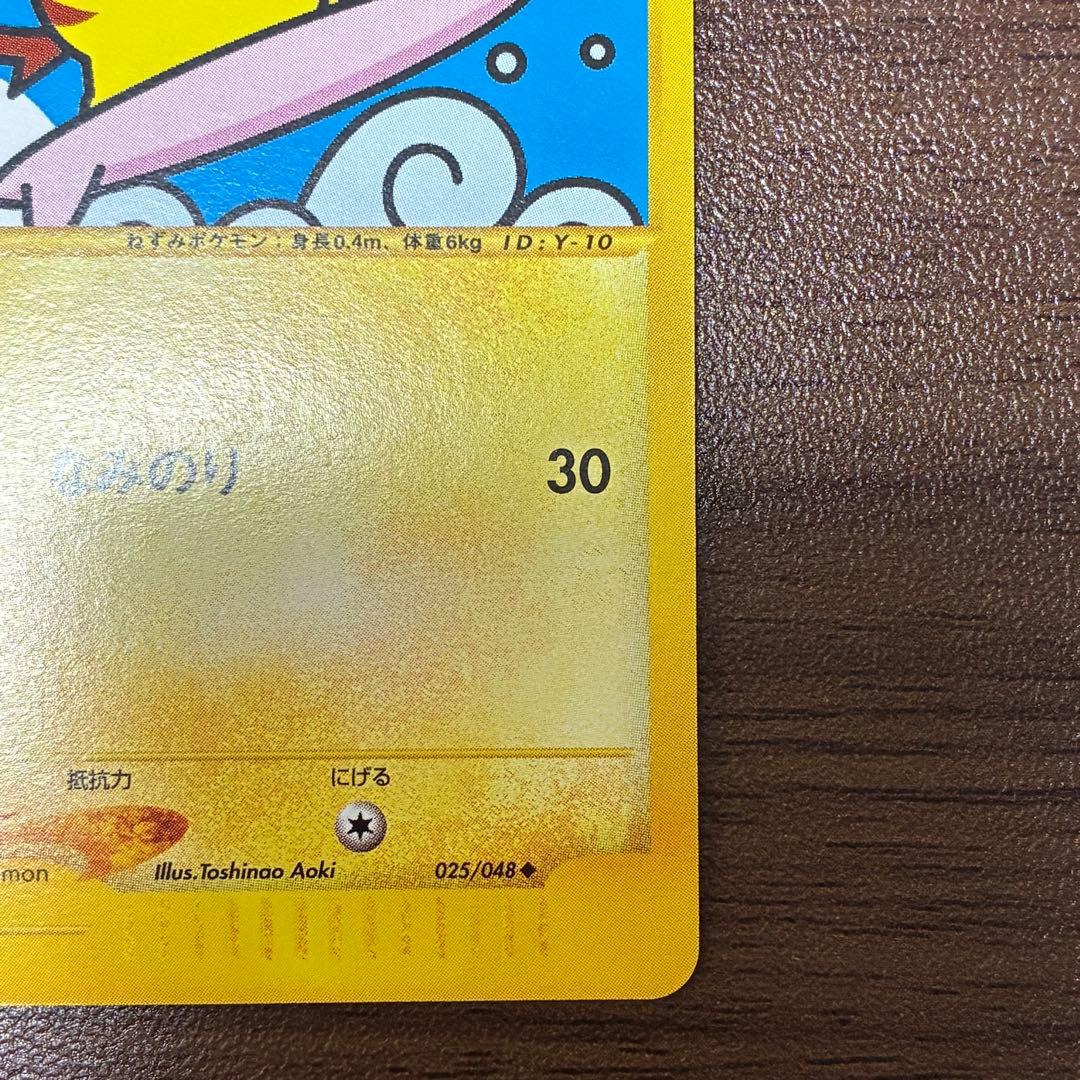 ねずみポケモン：身長0.4m、体重6kg ID:Y-10
なみのり 30
抵抗力 にげる
mon Illus.Toshinao Aoki 025/048◆